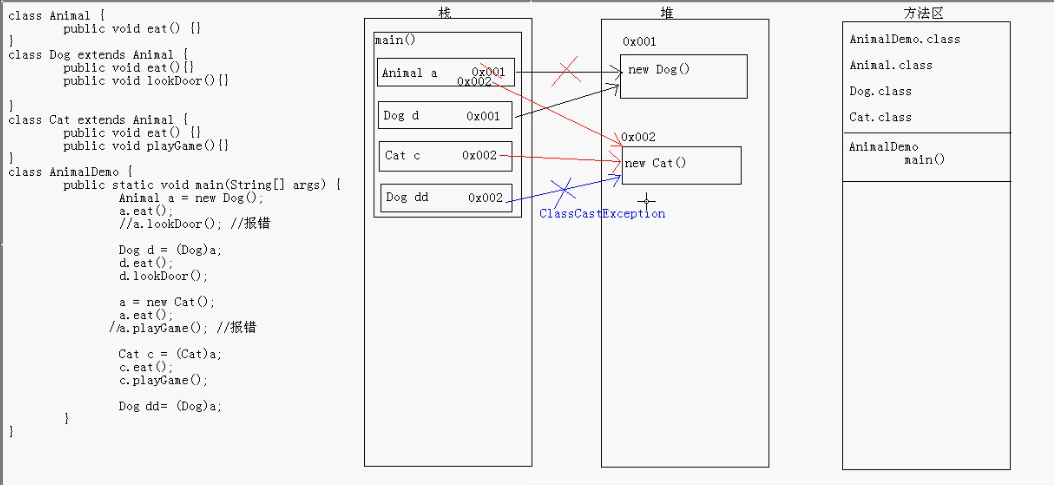 class Animal {
public void eat() {}
}
class Dog extends Animal {
public void eat(){}
public void lookDoor(){}
}
class Cat extends Animal {
public void eat() {}
public void playGame(){}
}
class AnimalDemo {
public static void main(String[] args) {
Animal a = new Dog();
a.eat();
//a.lookDoor(); //报错
Dog d = (Dog)a;
d.eat();
d.lookDoor();
a = new Cat();
a.eat();
//a.playGame(); //报错
Cat c = (Cat)a;
c.eat();
c.playGame();
Dog dd= (Dog)a;
}
}
栈
main()
Animal a 0x001
0x002
Dog d 0x001
Cat c 0x002
Dog dd 0x002
ClassCastException
堆
0x001
new Dog()
0x002
new Cat()
方法区
AnimalDemo.class
Animal.class
Dog.class
Cat.class
AnimalDemo
main()